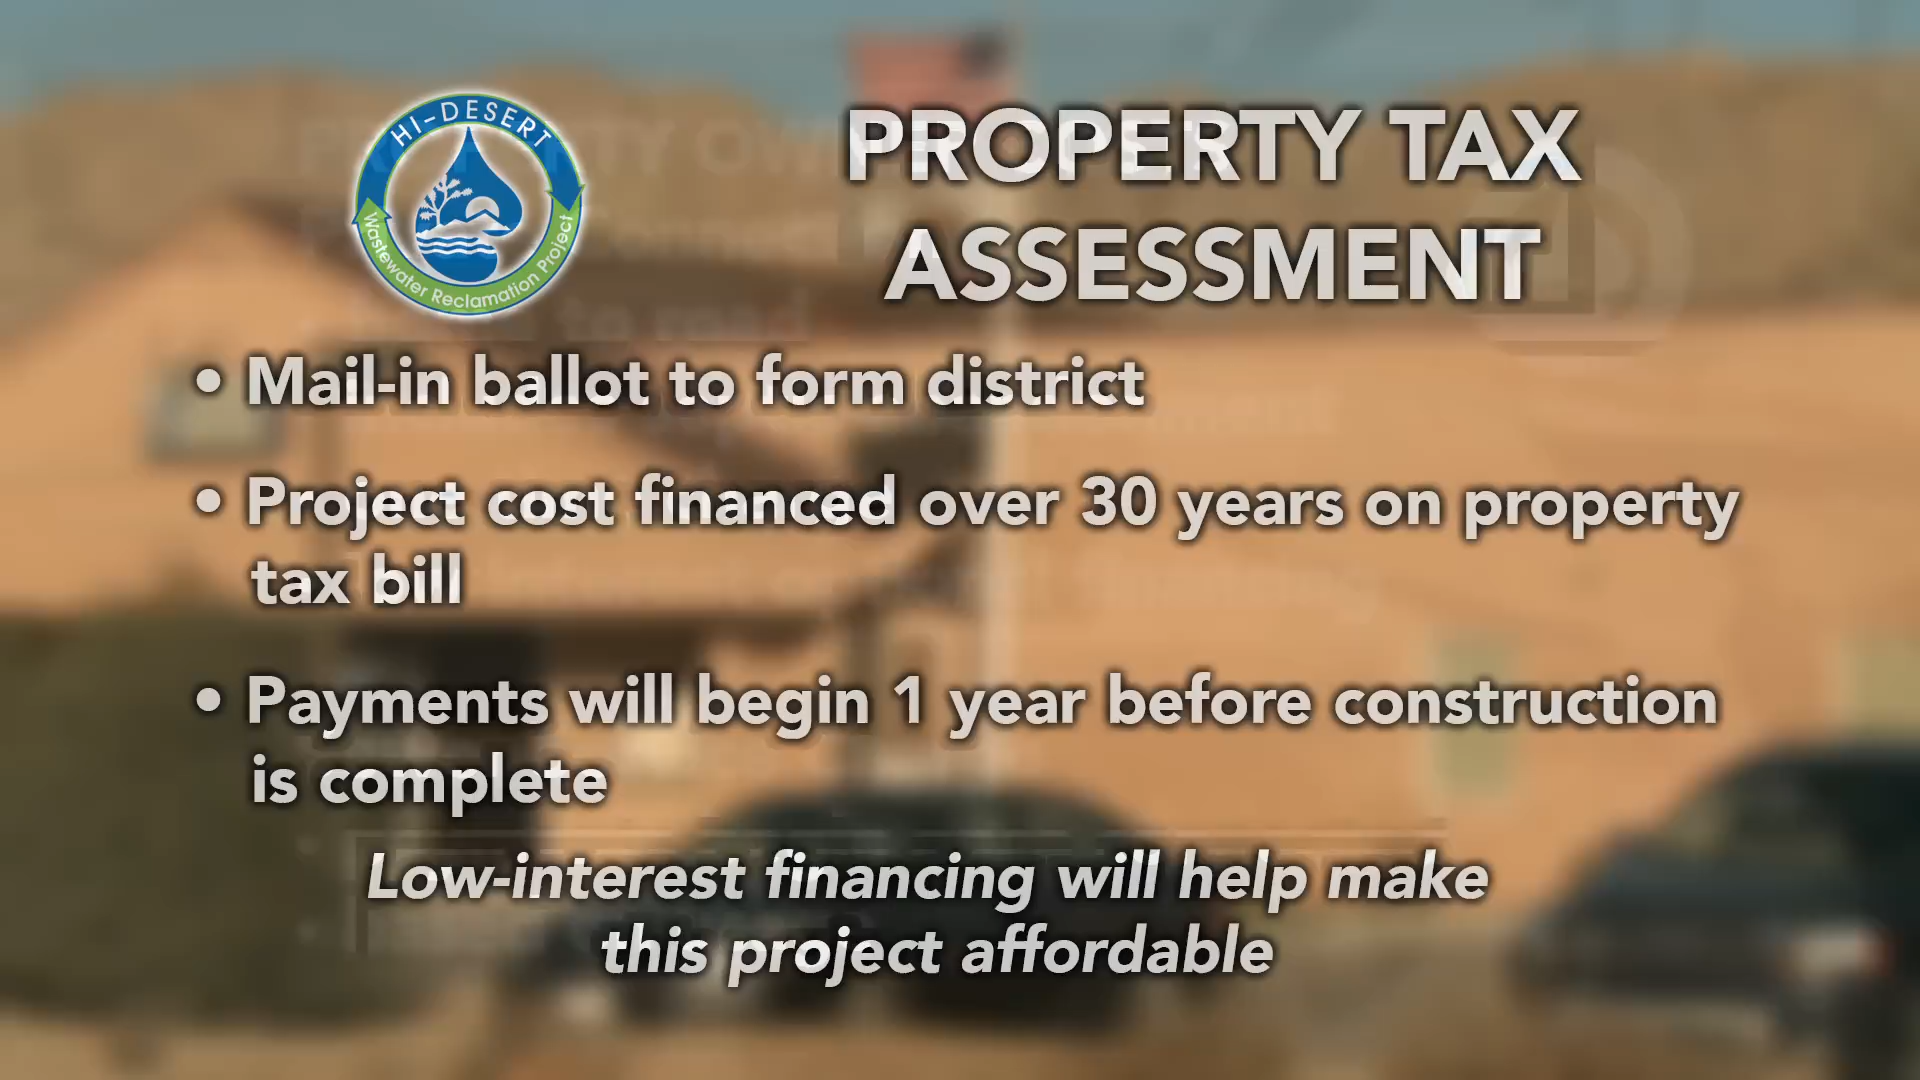 HI-DESERT
Wastewater Reclamation Project
PROPERTY TAX
ASSESSMENT
• Mail-in ballot to form district
• Project cost financed over 30 years on property
tax bill
• Payments will begin 1 year before construction
is complete
Low-interest financing will help make
this project affordable